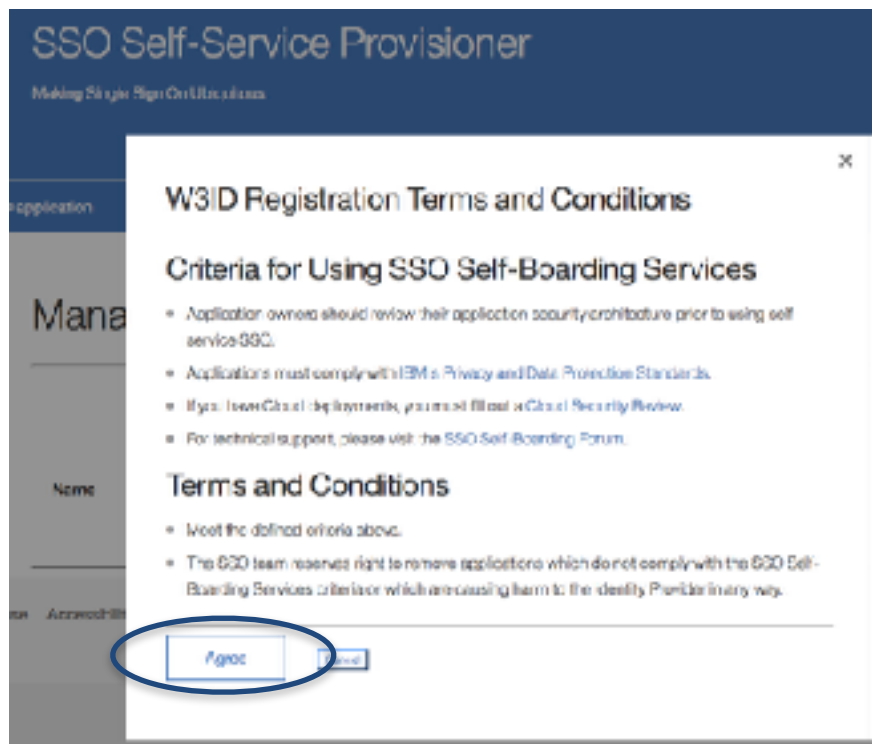 SSO Self-Service Provisioner
Making Single Sign On Ubiquitous
application
W3ID Registration Terms and Conditions
Criteria for Using SSO Self-Boarding Services
Mana
Application owners should review their application security architecture prior to using self
service SSO.
Applications must comply with IBM's Privacy and Data Protection Standards.
If you have Cloud deployments, you must fill out a Cloud Security Review.
For technical support, please visit the SSO Self-Boarding Forum.
Name
Terms and Conditions
Meet the defined criteria above.
The SSO team reserves right to remove applications which do not comply with the SSO Self-
Boarding Services criteria or which are causing harm to the Identity Provider in any way.
Accessibilit
Agree
Cancel